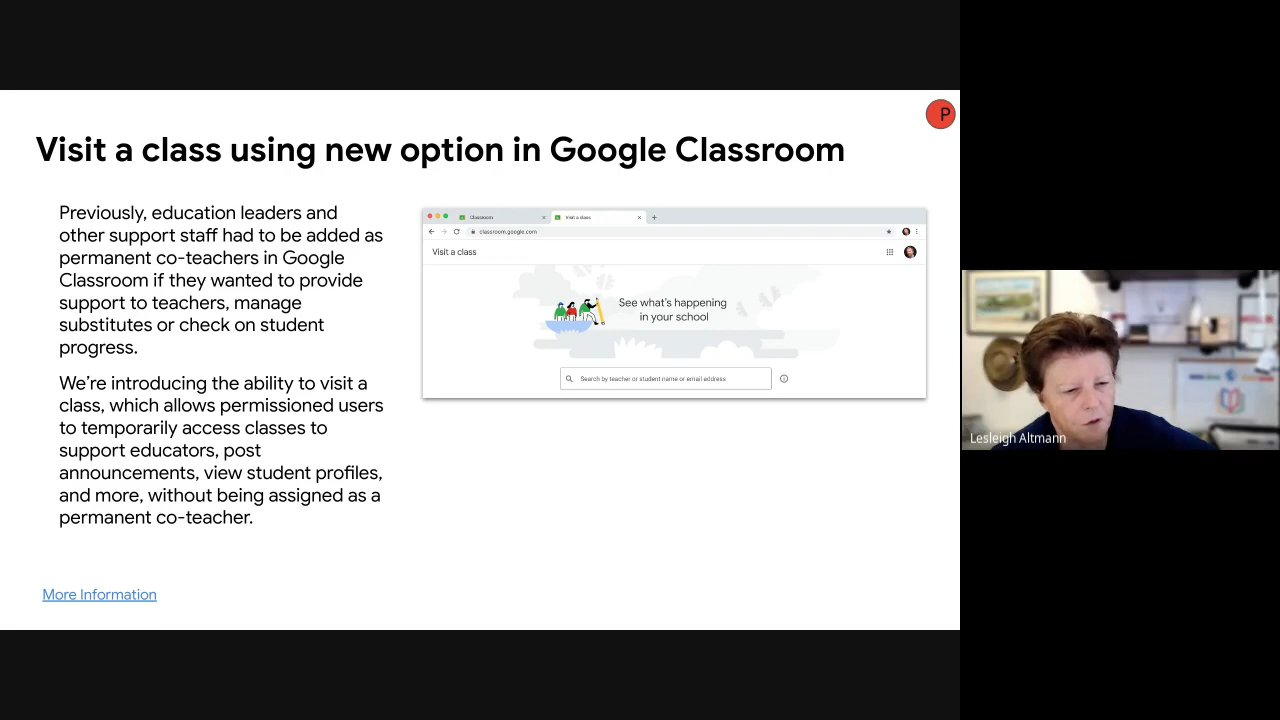 P
Visit a class using new option in Google Classroom
Previously, education leaders and
other support staff had to be added as
permanent co-teachers in Google
Classroom if they wanted to provide
support to teachers, manage
substitutes or check on student
progress.
We’re introducing the ability to visit a
class, which allows permissioned users
to temporarily access classes to
support educators, post
announcements, view student profiles,
and more, without being assigned as a
permanent co-teacher.
More Information
Classroom
Visit a class
classroom.google.com
Visit a class
See what's happening
in your school
Search by teacher or student name or email address
Lesleigh Altmann